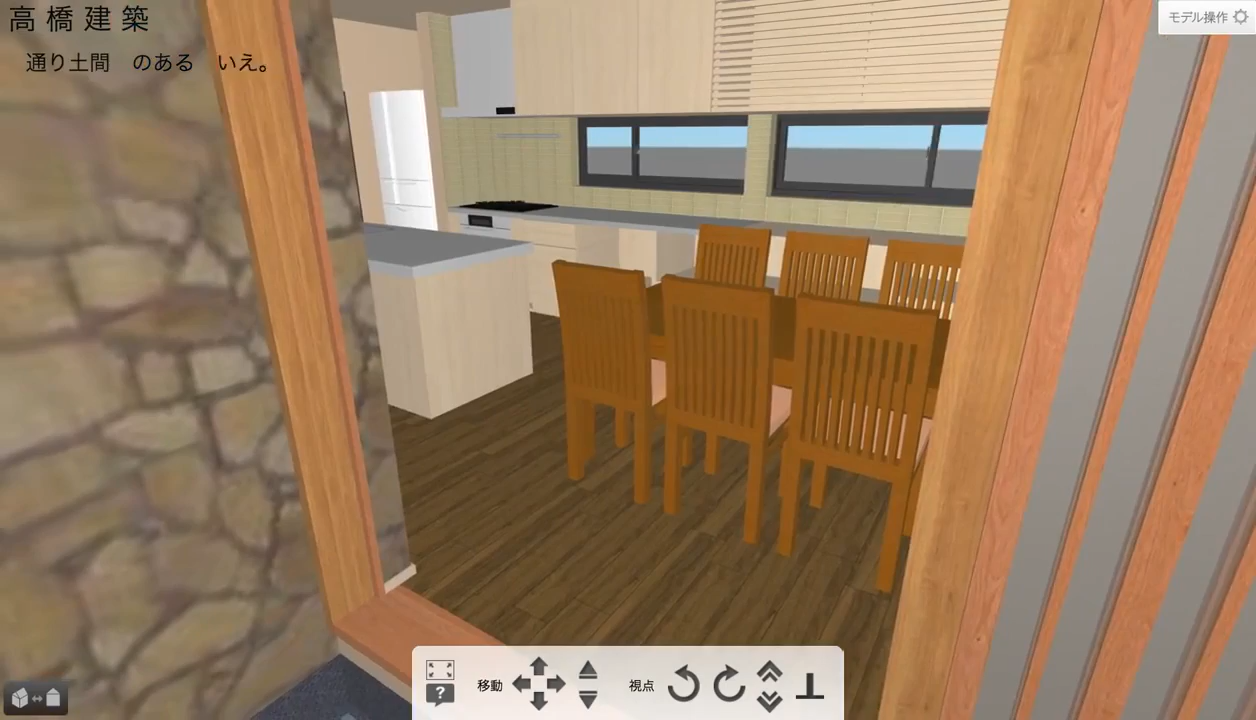 高橋建築
通り土間　のある　いえ。
モデル操作
?
移動
視点